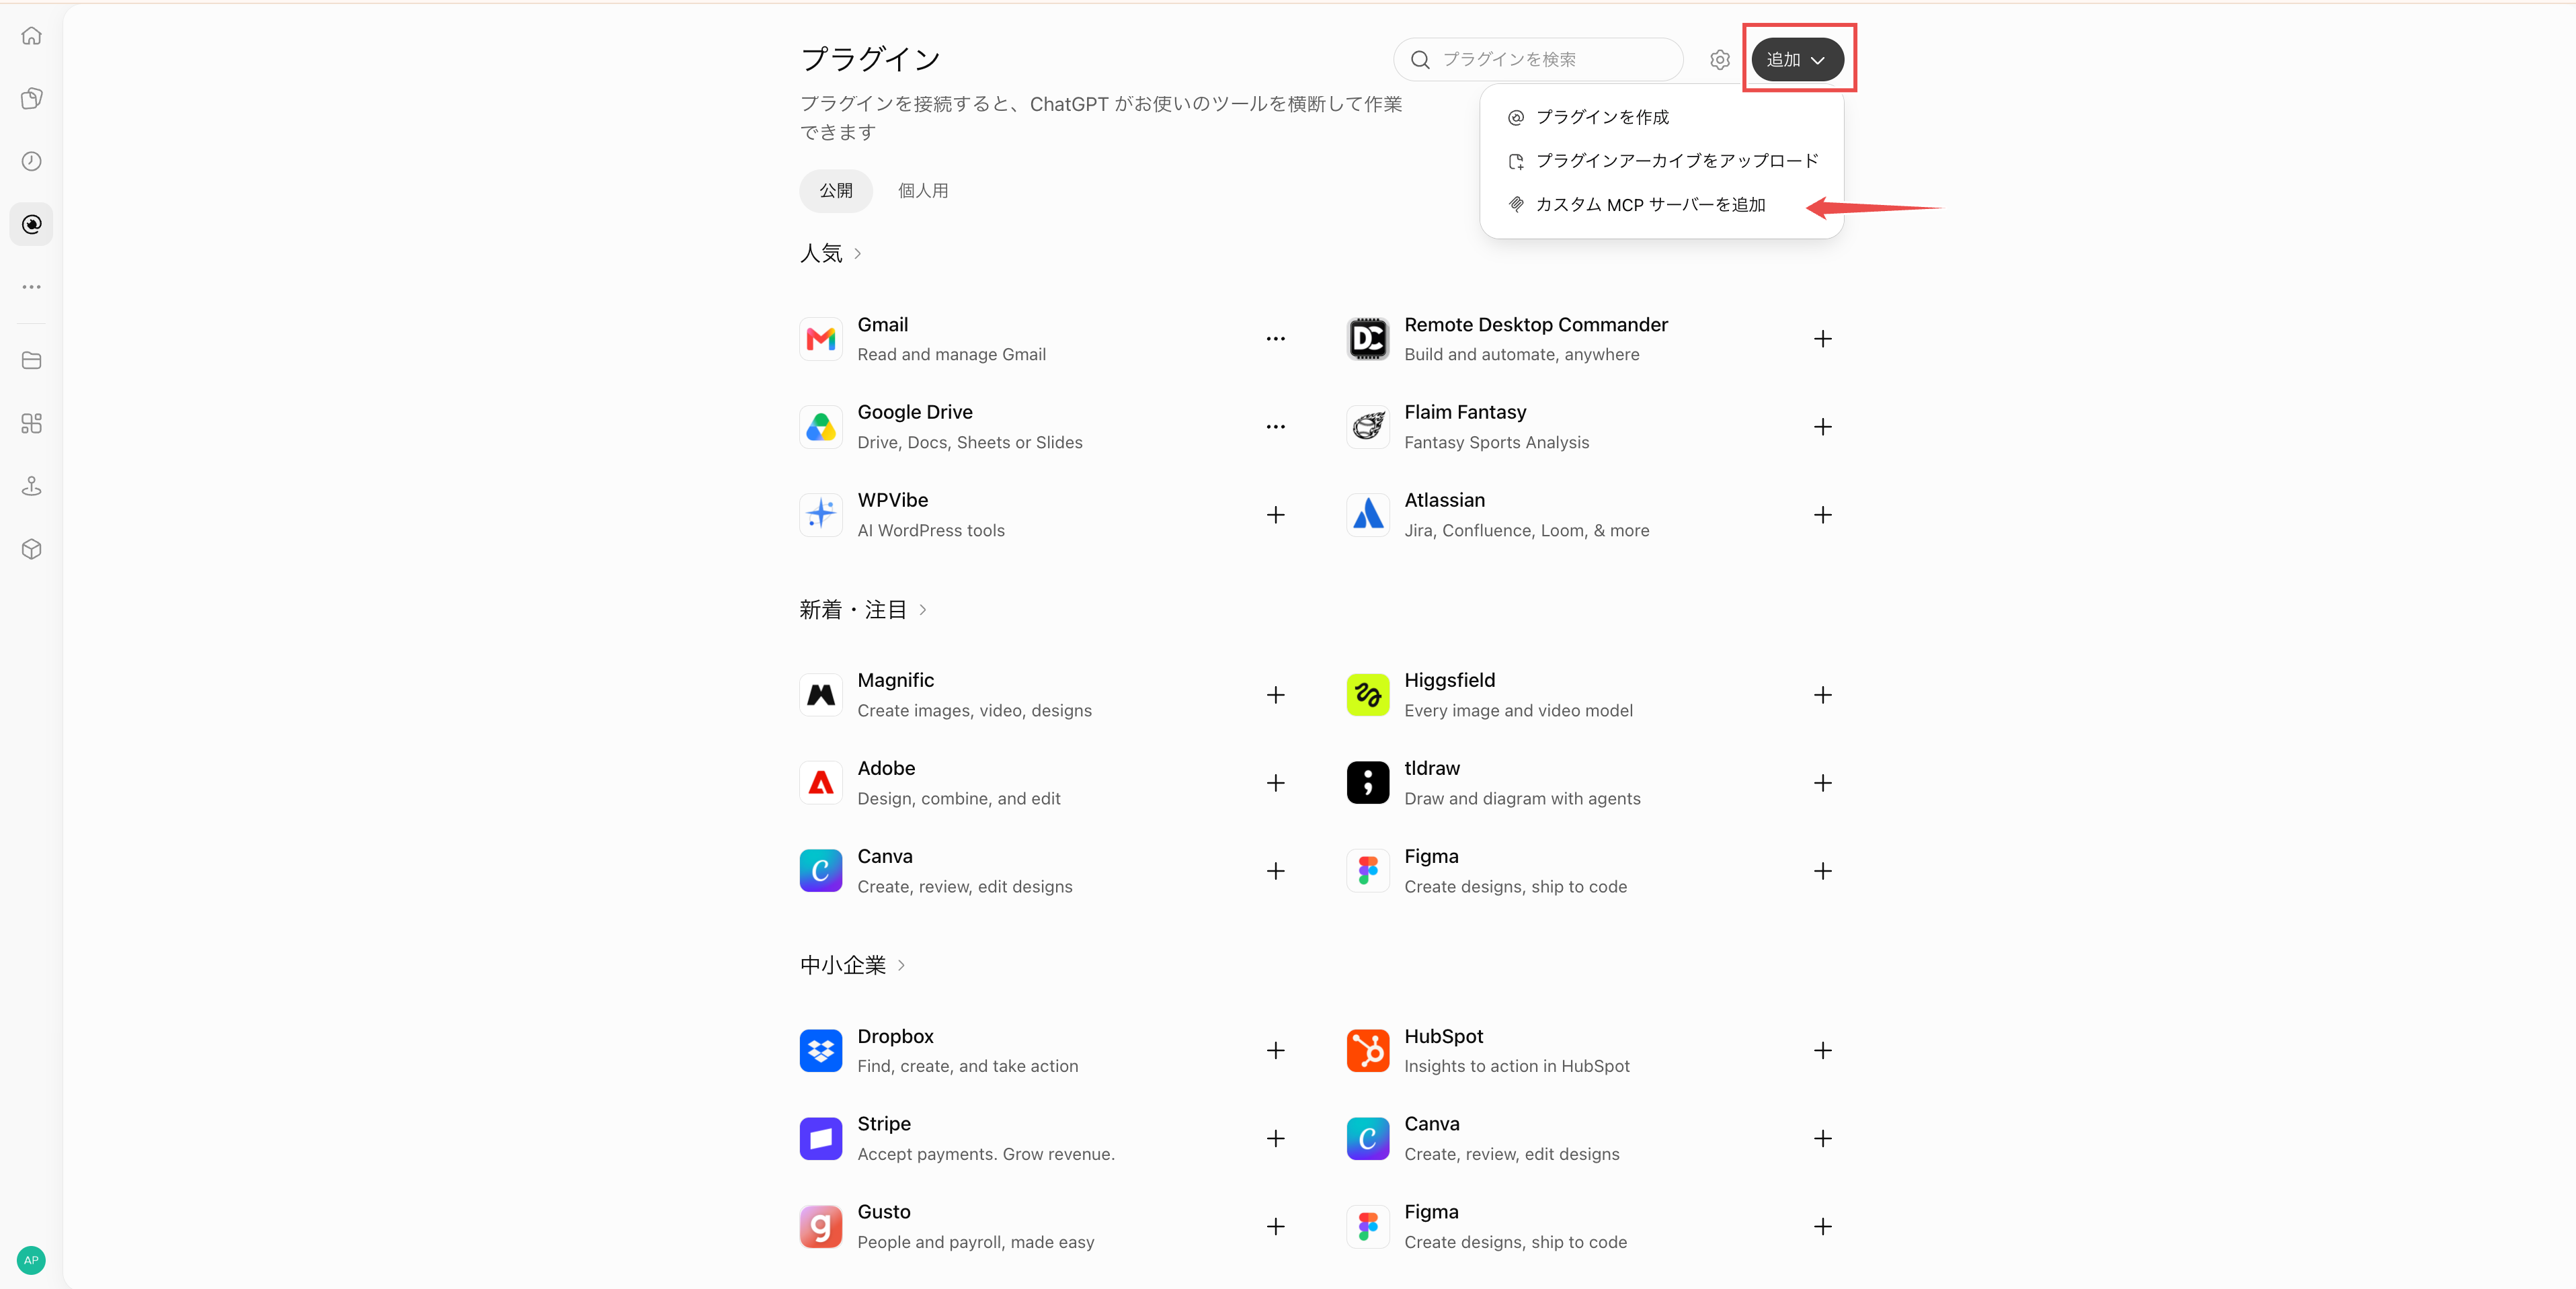 プラグイン
プラグインを検索
追加
プラグインを接続すると、ChatGPT がお使いのツールを横断して作業
できます
プラグインを作成
プラグインアーカイブをアップロード
カスタム MCP サーバーを追加
公開
個人用
人気
Gmail
Read and manage Gmail
Remote Desktop Commander
Build and automate, anywhere
Google Drive
Drive, Docs, Sheets or Slides
Flaim Fantasy
Fantasy Sports Analysis
WPVibe
AI WordPress tools
Atlassian
Jira, Confluence, Loom, & more
新着・注目
Magnific
Create images, video, designs
Higgsfield
Every image and video model
Adobe
Design, combine, and edit
tldraw
Draw and diagram with agents
Canva
Create, review, edit designs
Figma
Create designs, ship to code
中小企業
Dropbox
Find, create, and take action
HubSpot
Insights to action in HubSpot
Stripe
Accept payments. Grow revenue.
Canva
Create, review, edit designs
Gusto
People and payroll, made easy
Figma
Create designs, ship to code
AP